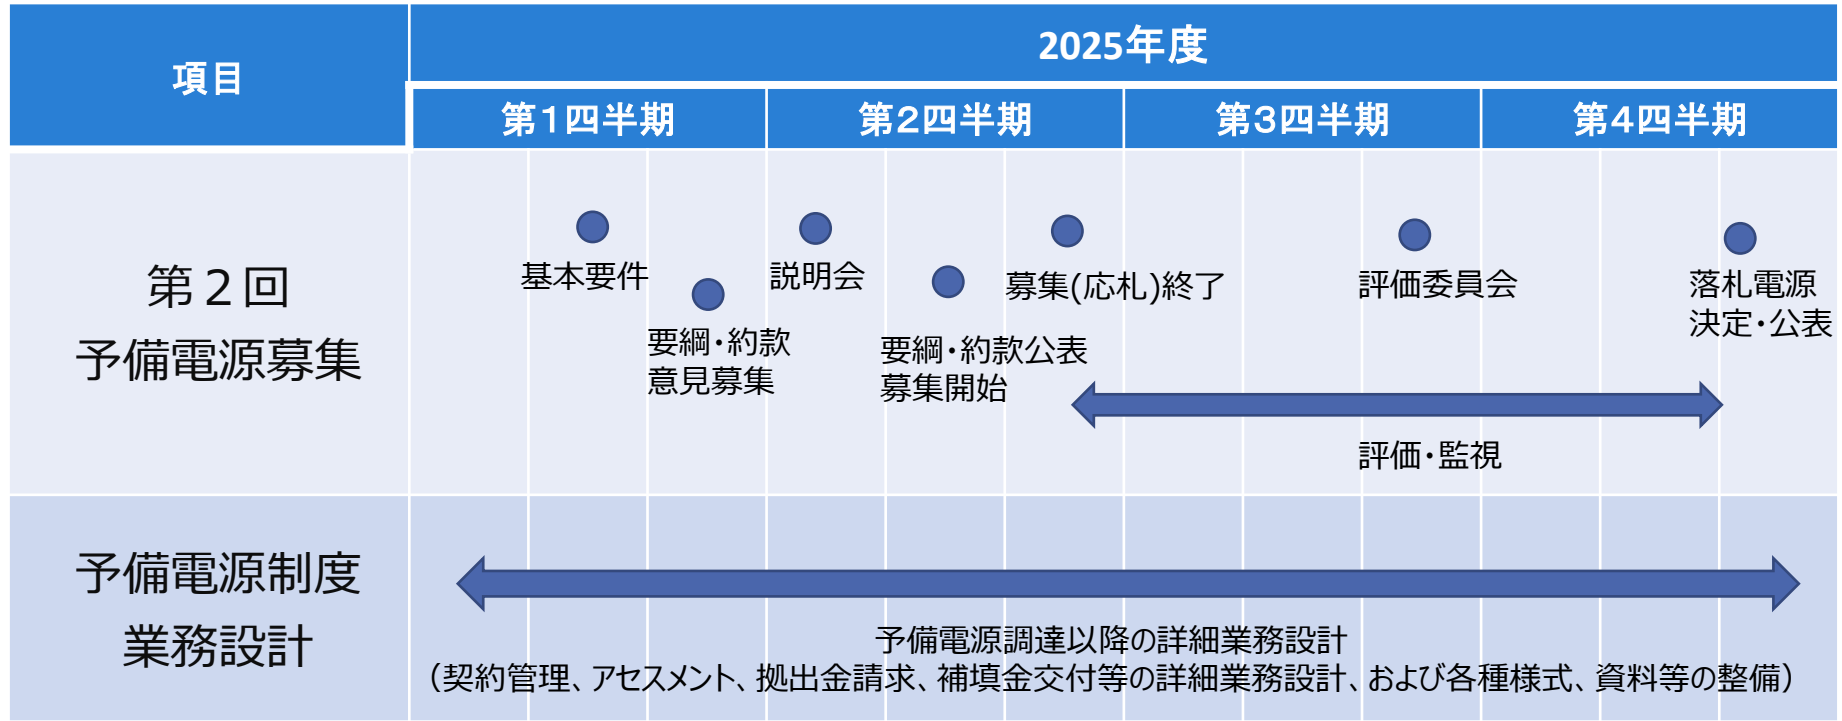 項目
2025年度
第1四半期
第2四半期
第3四半期
第4四半期
第２回
予備電源募集
基本要件
要綱・約款
意見募集
説明会
要綱・約款公表
募集開始
募集(応札)終了
評価委員会
落札電源
決定・公表
評価・監視
予備電源制度
業務設計
予備電源調達以降の詳細業務設計
（契約管理、アセスメント、拠出金請求、補填金交付等の詳細業務設計、および各種様式、資料等の整備）